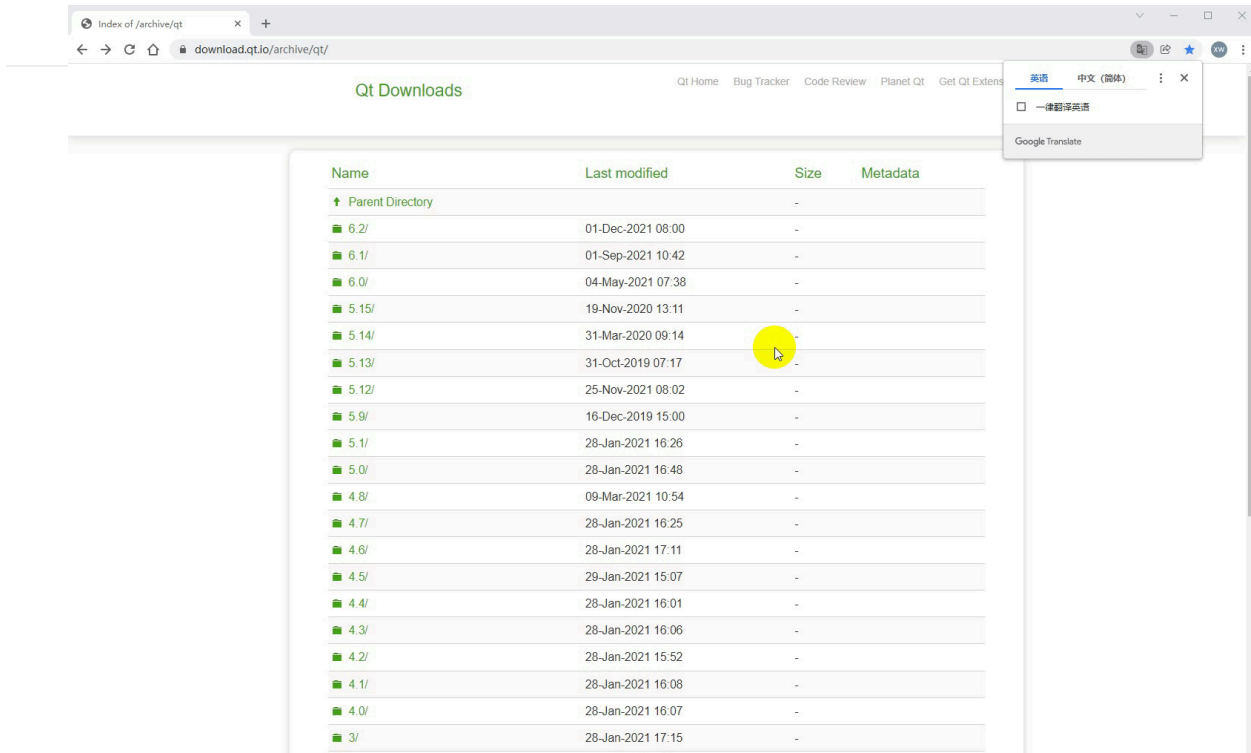 Index of /archive/qt
download.qt.io/archive/qt/
XW
Qt Downloads
Qt Home Bug Tracker Code Review Planet Qt Get Qt Extens
英语 中文 (简体)
一律翻译英语
Google Translate
Name Last modified Size Metadata
Parent Directory -
6.2/ 01-Dec-2021 08:00 -
6.1/ 01-Sep-2021 10:42 -
6.0/ 04-May-2021 07:38 -
5.15/ 19-Nov-2020 13:11 -
5.14/ 31-Mar-2020 09:14 -
5.13/ 31-Oct-2019 07:17 -
5.12/ 25-Nov-2021 08:02 -
5.9/ 16-Dec-2019 15:00 -
5.1/ 28-Jan-2021 16:26 -
5.0/ 28-Jan-2021 16:48 -
4.8/ 09-Mar-2021 10:54 -
4.7/ 28-Jan-2021 16:25 -
4.6/ 28-Jan-2021 17:11 -
4.5/ 29-Jan-2021 15:07 -
4.4/ 28-Jan-2021 16:01 -
4.3/ 28-Jan-2021 16:06 -
4.2/ 28-Jan-2021 15:52 -
4.1/ 28-Jan-2021 16:08 -
4.0/ 28-Jan-2021 16:07 -
3/ 28-Jan-2021 17:15 -